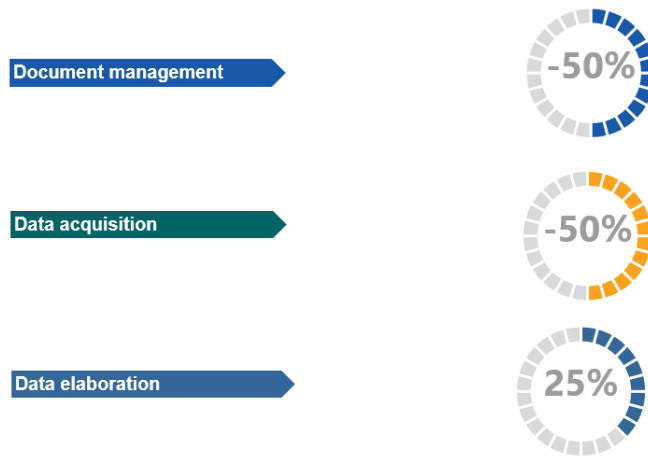 Document management
-50%
Data acquisition
-50%
Data elaboration
25%